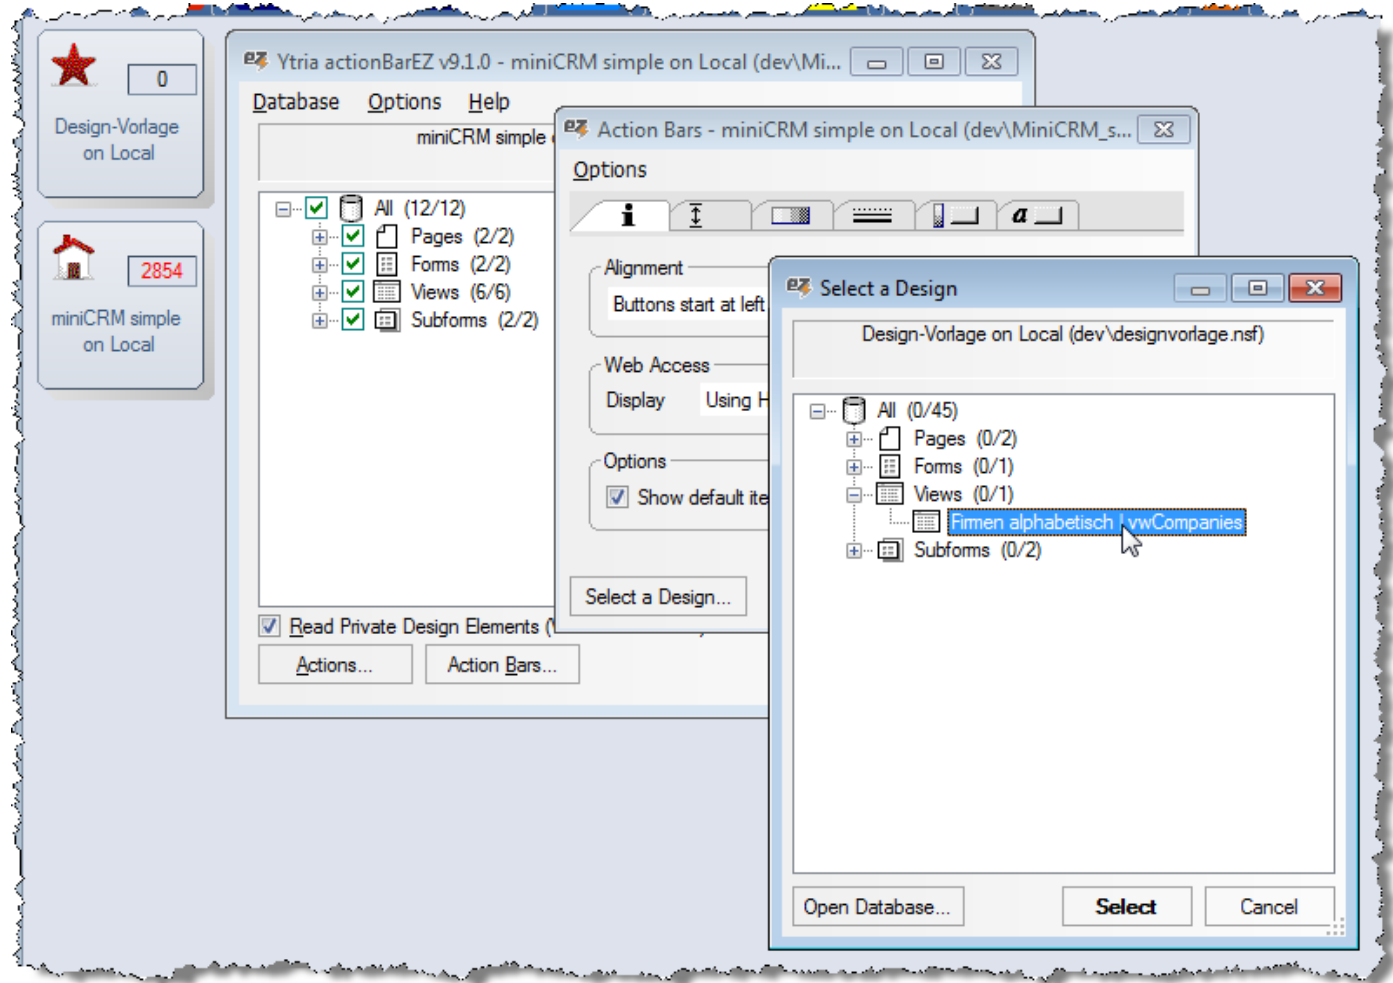 0
Design-Vorlage
on Local
2854
miniCRM simple
on Local
Ytria actionBarEZ v9.1.0 - miniCRM simple on Local (dev\Mi...
Database Options Help
miniCRM simple
All (12/12)
Pages (2/2)
Forms (2/2)
Views (6/6)
Subforms (2/2)
Read Private Design Elements
Actions...
Action Bars...
Action Bars - miniCRM simple on Local (dev\MiniCRM_s...
Options
i
a
Alignment
Buttons start at left
Web Access
Display Using H
Options
Show default ite
Select a Design...
Select a Design
Design-Vorlage on Local (dev\designvorlage.nsf)
All (0/45)
Pages (0/2)
Forms (0/1)
Views (0/1)
Firmen alphabetisch | vwCompanies
Subforms (0/2)
Open Database...
Select
Cancel